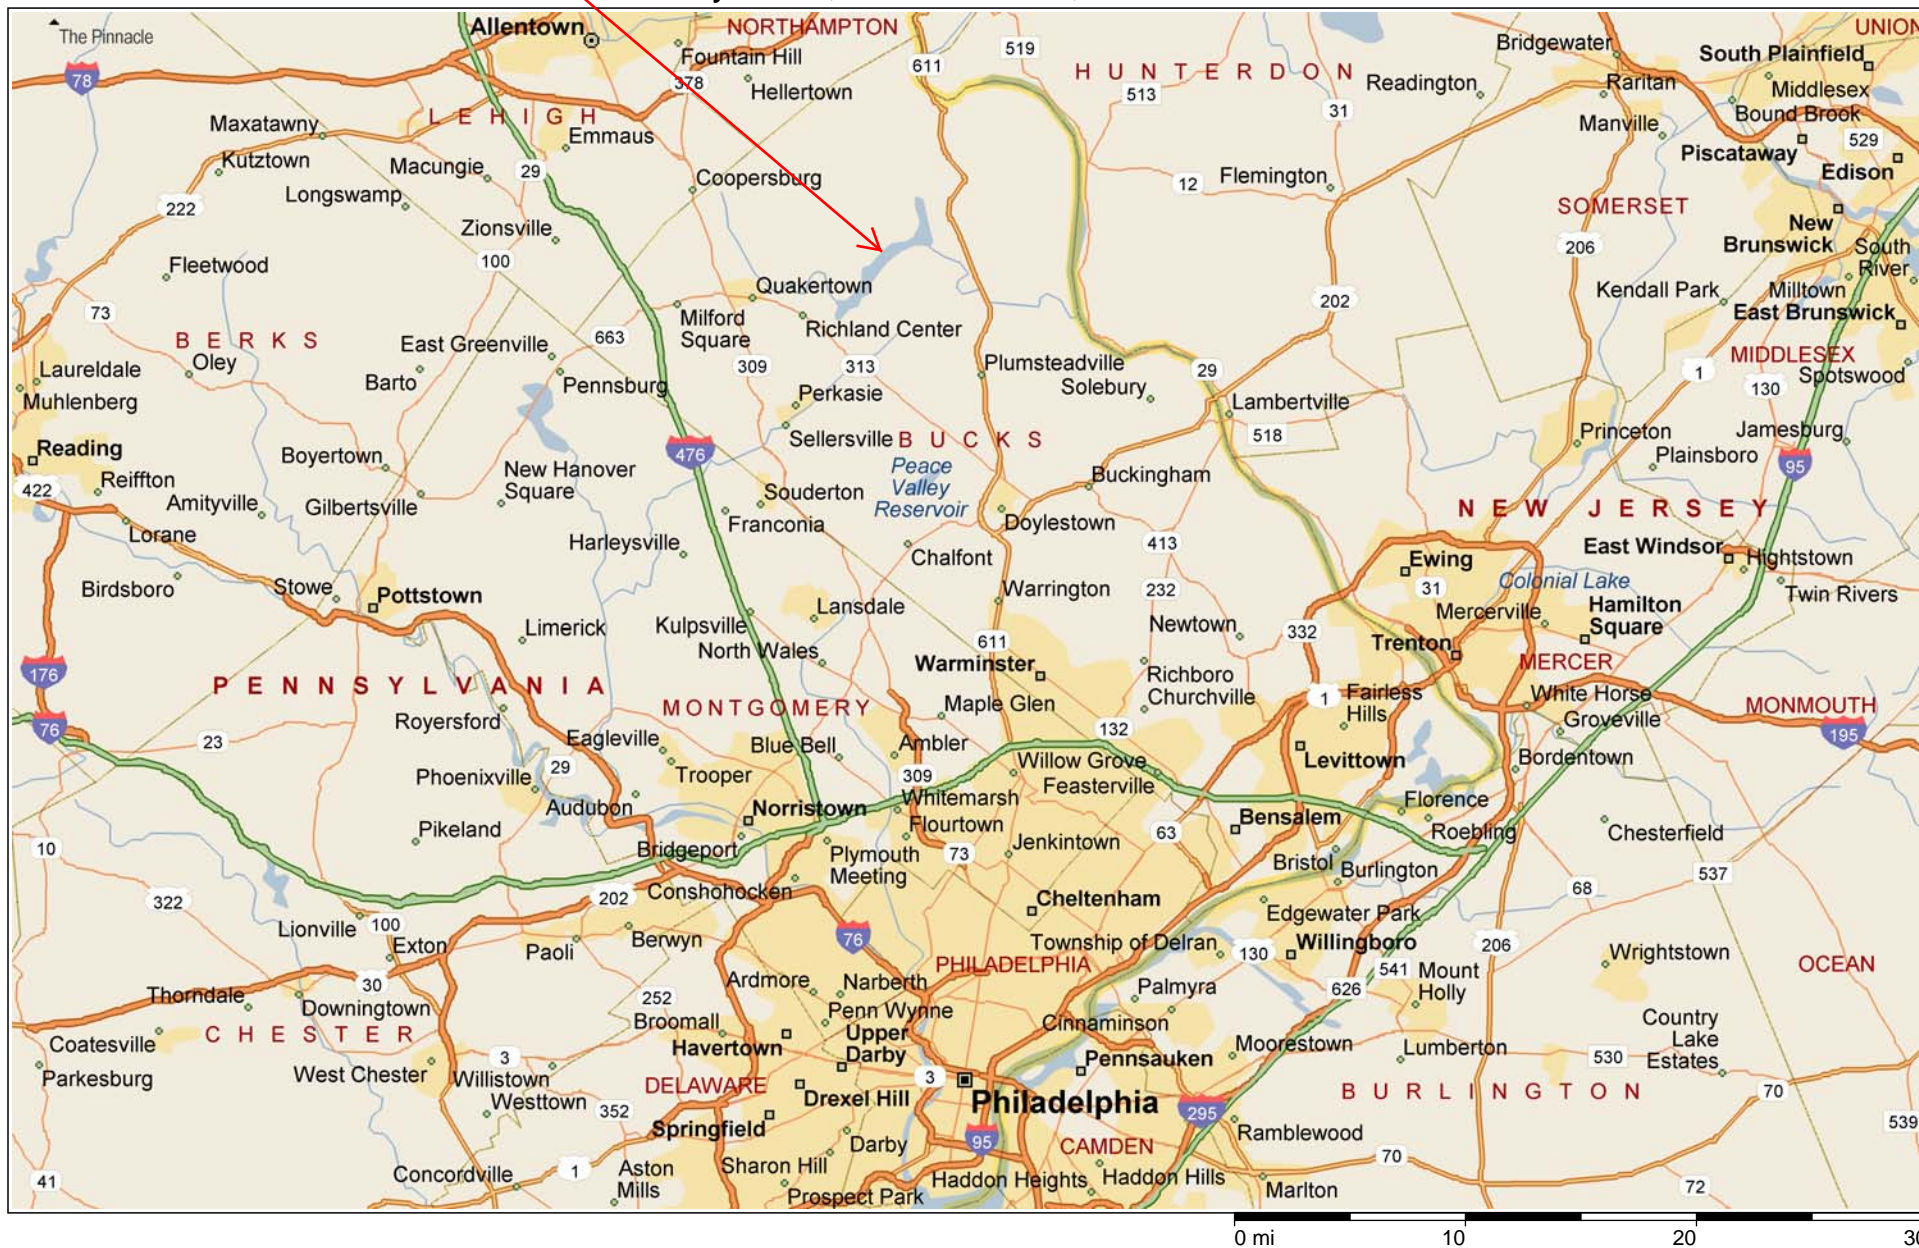 The Pinnacle
Allentown
NORTHAMPTON
519
Bridgewater
UNION
South Plainfield
611
78
Fountain Hill
378
Hellertown
HUNTERDON
513
Readington
Raritan
Middlesex
Bound Brook
31
LEHIGH
Maxatawny
Emmaus
Manville
529
Kutztown
Macungie
29
Piscataway
Edison
Longswamp
Coopersburg
12
Flemington
222
SOMERSET
New
Brunswick
South
River
Zionsville
206
100
Fleetwood
Quakertown
202
Kendall Park
Milltown
73
East Brunswick
BERKS
Milford
Square
Richland Center
663
East Greenville
Oley
Laureldale
309
313
Plumsteadville
29
1
MIDDLESEX
130
Spotswood
Barto
Pennsburg
Solebury
Muhlenberg
Perkasie
Lambertville
Sellersville
BUCKS
518
Princeton
Jamesburg
Reading
476
Boyertown
New Hanover
Square
Peace
Valley
Reservoir
Buckingham
Plainsboro
95
Reiffton
422
Amityville
Gilbertsville
Souderton
Franconia
Doylestown
NEW JERSEY
Lorane
Harleysville
Chalfont
413
Ewing
East Windsor
Hightstown
Birdsboro
Stowe
Pottstown
Warrington
232
31
Colonial Lake
Twin Rivers
Lansdale
Mercerville
Hamilton
Square
Limerick
Kulpsville
Newtown
332
Trenton
North Wales
611
Warminster
MERCER
176
Richboro
Churchville
PENNSYLVANIA
1
Fairless
Hills
White Horse
MONMOUTH
MONTGOMERY
Maple Glen
Groveville
195
Royersford
76
23
Eagleville
Blue Bell
Ambler
132
Bordentown
Phoenixville
29
Trooper
309
Willow Grove
Levittown
Feasterville
Audubon
Norristown
Whitemarsh
Florence
Flourtown
Bensalem
Roebling
Pikeland
63
Chesterfield
10
Bridgeport
Plymouth
Meeting
73
Jenkintown
Bristol
Burlington
537
322
202
Conshohocken
Cheltenham
68
Lionville
100
Edgewater Park
Exton
Paoli
Berwyn
76
Township of Delran
130
Willingboro
206
Wrightstown
PHILADELPHIA
541
Mount
Holly
OCEAN
30
Ardmore
Narberth
Palmyra
626
Thorndale
Downingtown
252
Penn Wynne
CHESTER
Broomall
Cinnaminson
Country
Lake
Estates
Coatesville
Havertown
Upper
Darby
Moorestown
Lumberton
3
Pennsauken
530
Parkesburg
West Chester
Willistown
DELAWARE
3
BURLINGTON
70
Westtown
352
Drexel Hill
Philadelphia
295
539
Springfield
95
Ramblewood
Darby
CAMDEN
Concordville
1
Aston
Mills
Sharon Hill
Haddon Heights
Haddon Hills
70
41
Prospect Park
Marlton
72
0 mi
10
20